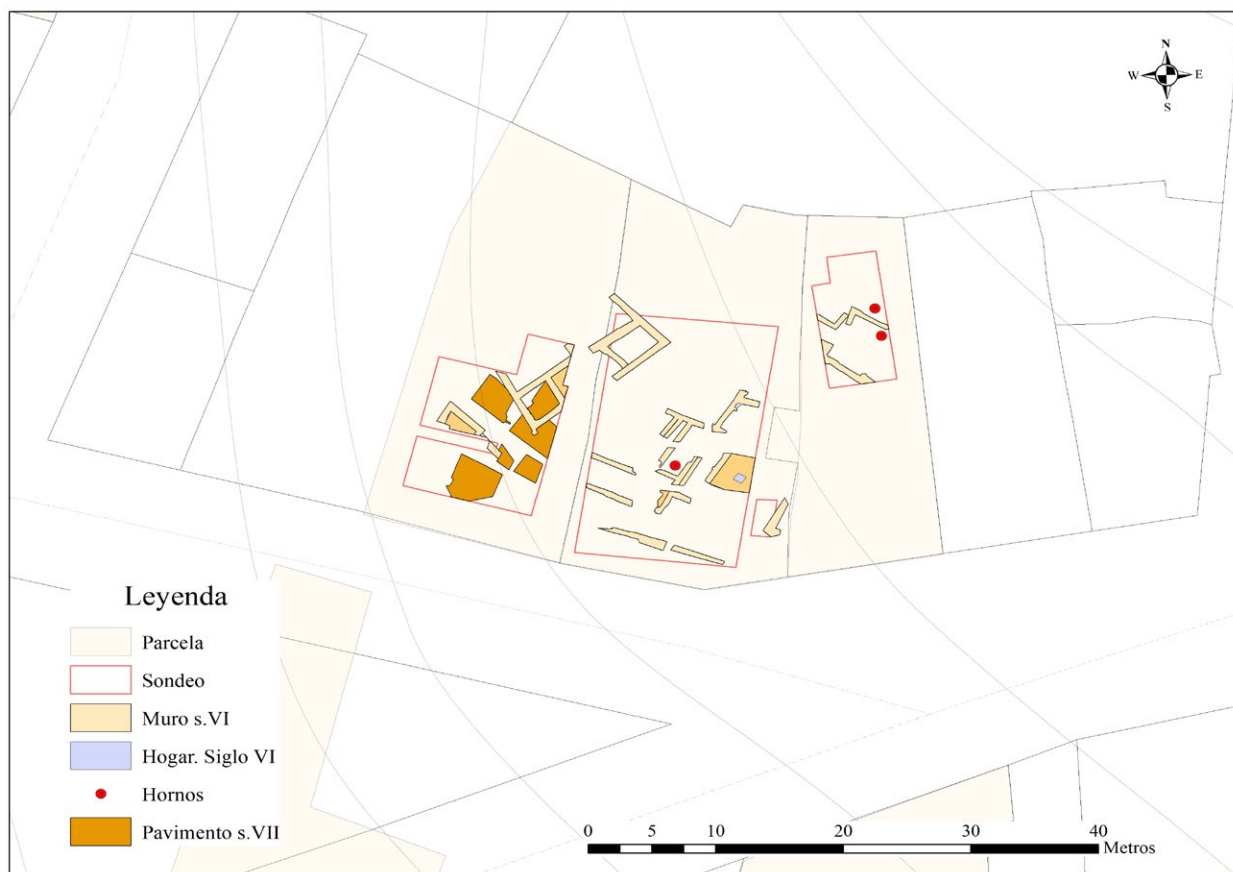 N
W E
S
Leyenda
Parcela
Sondeo
Muro s.VI
Hogar. Siglo VI
Hornos
Pavimento s.VII
0 5 10 20 30 40
Metros